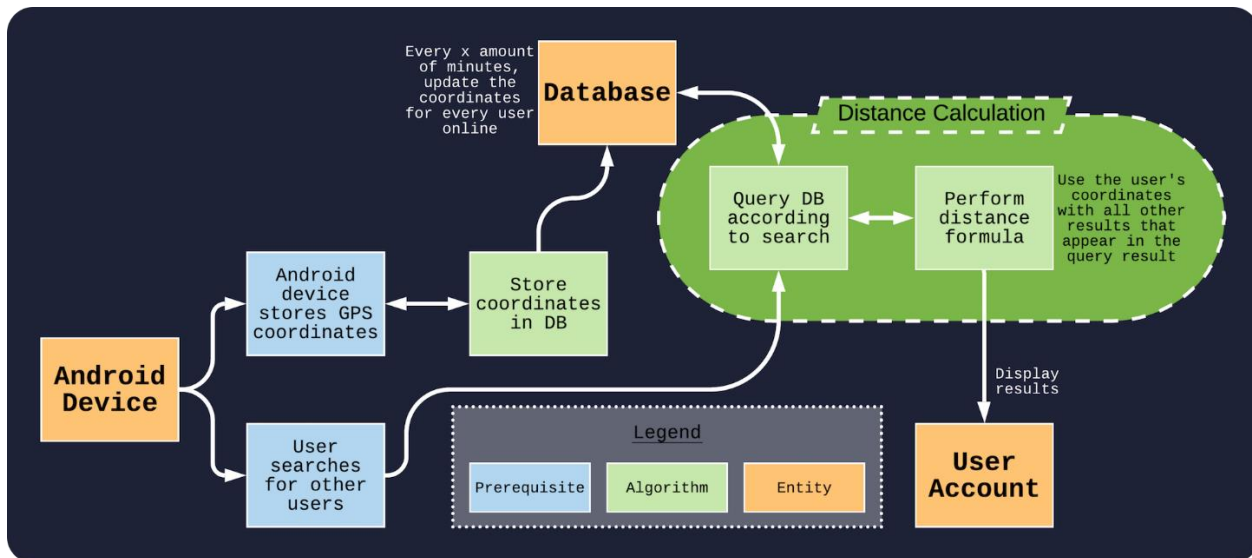 Every x amount
of minutes,
update the
coordinates
for every user
online
Database
Distance Calculation
Query DB
according
to search
Perform
distance
formula
Use the user's
coordinates
with all other
results that
appear in the
query result
Android
device
stores GPS
coordinates
Store
coordinates
in DB
Android
Device
Display
results
User
searches
for other
users
Legend
Prerequisite
Algorithm
Entity
User
Account